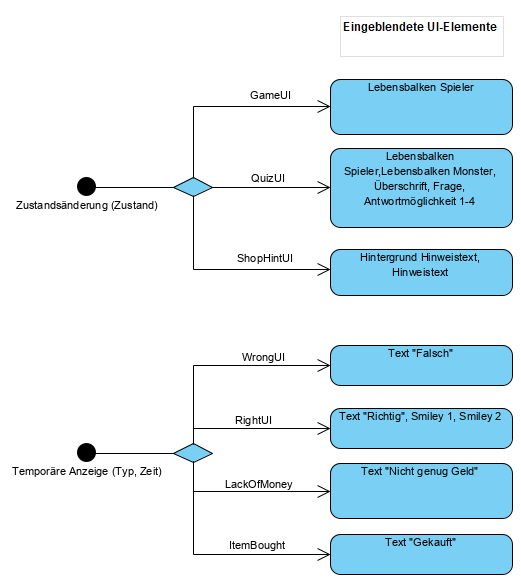 Eingeblendete UI-Elemente
GameUI
Lebensbalken Spieler
QuizUI
Lebensbalken
Spieler,Lebensbalken Monster,
Überschrift, Frage,
Antwortmöglichkeit 1-4
Zustandsänderung (Zustand)
ShopHintUI
Hintergrund Hinweistext,
Hinweistext
WrongUI
Text "Falsch"
RightUI
Text "Richtig", Smiley 1, Smiley 2
Temporäre Anzeige (Typ, Zeit)
LackOfMoney
Text "Nicht genug Geld"
ItemBought
Text "Gekauft"